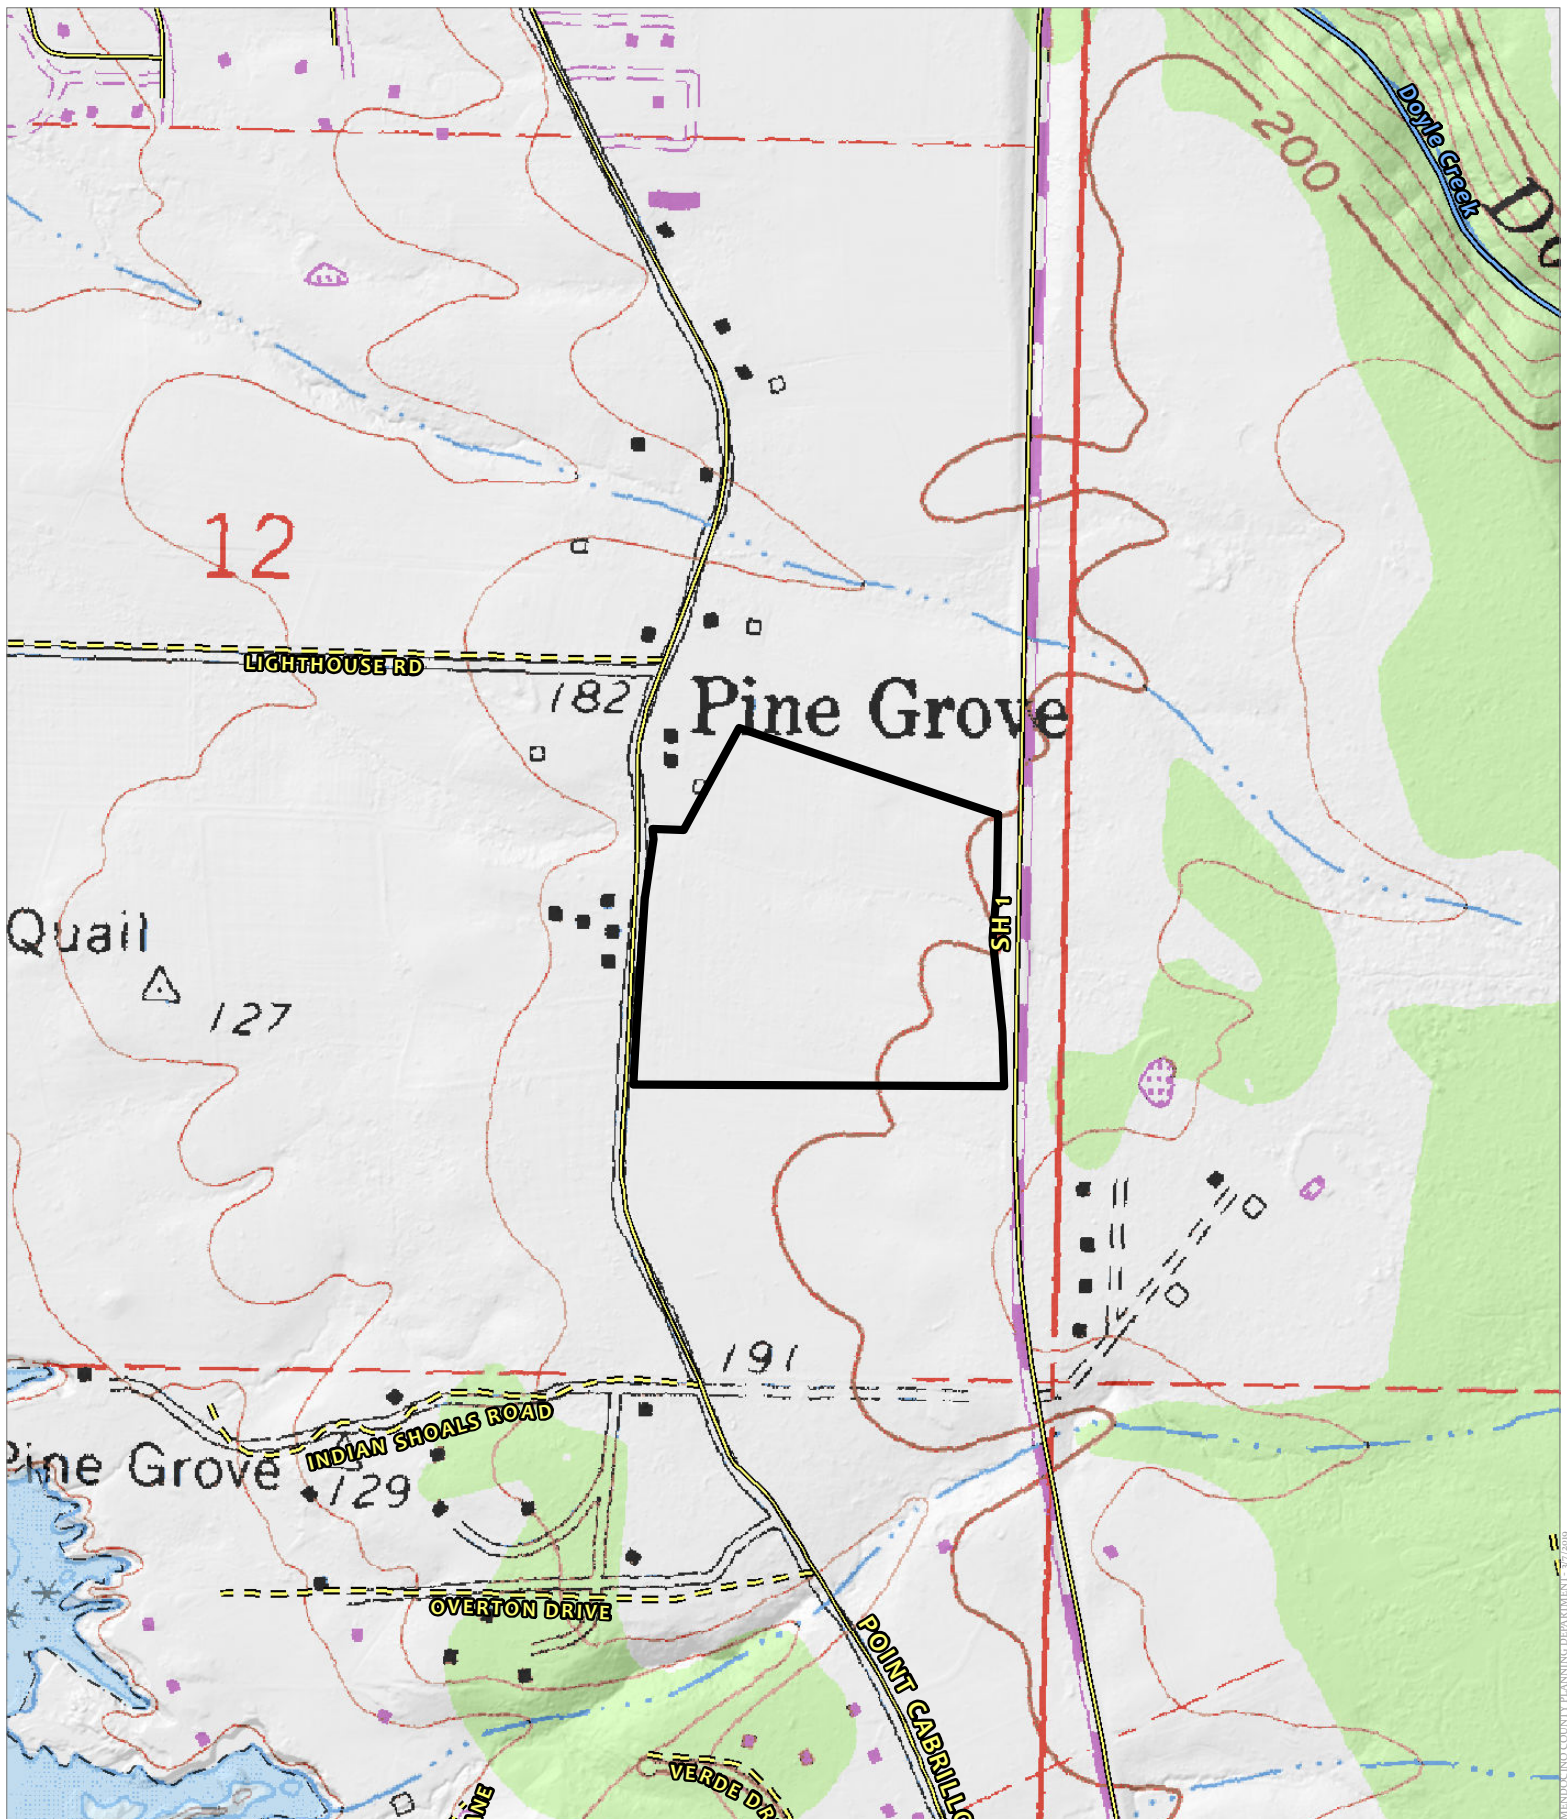 Doyle Creek
200
12
LIGHTHOUSE RD
182
Pine Grove
Quail
127
SH 1
191
INDIAN SHOALS ROAD
Pine Grove
129
OVERTON DRIVE
POINT CABRILLO
VERDE DR